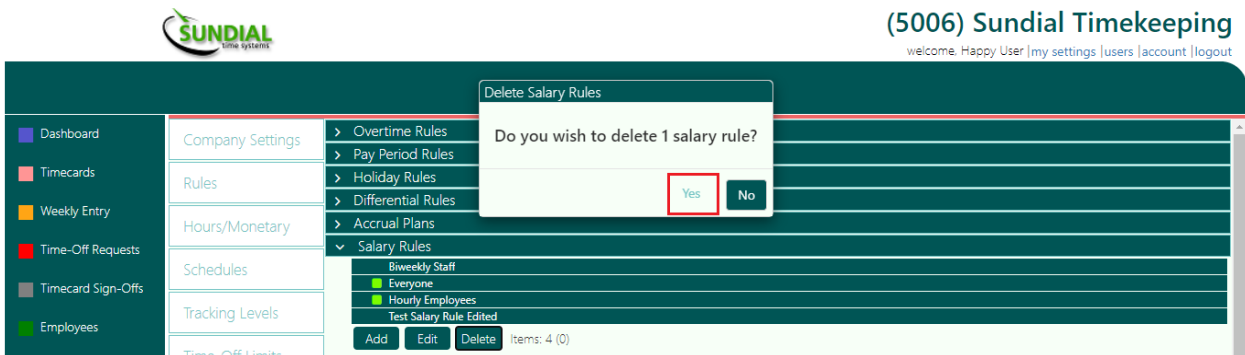 SUNDIAL
time systems
(5006) Sundial Timekeeping
welcome, Happy User |my settings |users |account |logout
Delete Salary Rules
Do you wish to delete 1 salary rule?
Yes
No
Dashboard
Timecards
Weekly Entry
Time-Off Requests
Timecard Sign-Offs
Employees
Company Settings
Rules
Hours/Monetary
Schedules
Tracking Levels
Time-Off Limits
> Overtime Rules
> Pay Period Rules
> Holiday Rules
> Differential Rules
> Accrual Plans
Salary Rules
Biweekly Staff
Everyone
Hourly Employees
Test Salary Rule Edited
Add Edit Delete Items: 4 (0)